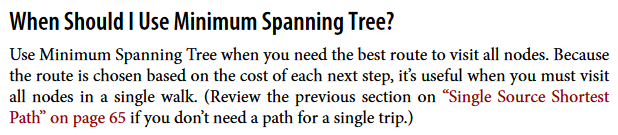 When Should I Use Minimum Spanning Tree?
Use Minimum Spanning Tree when you need the best route to visit all nodes. Because
the route is chosen based on the cost of each next step, it’s useful when you must visit
all nodes in a single walk. (Review the previous section on “Single Source Shortest
Path” on page 65 if you don’t need a path for a single trip.)